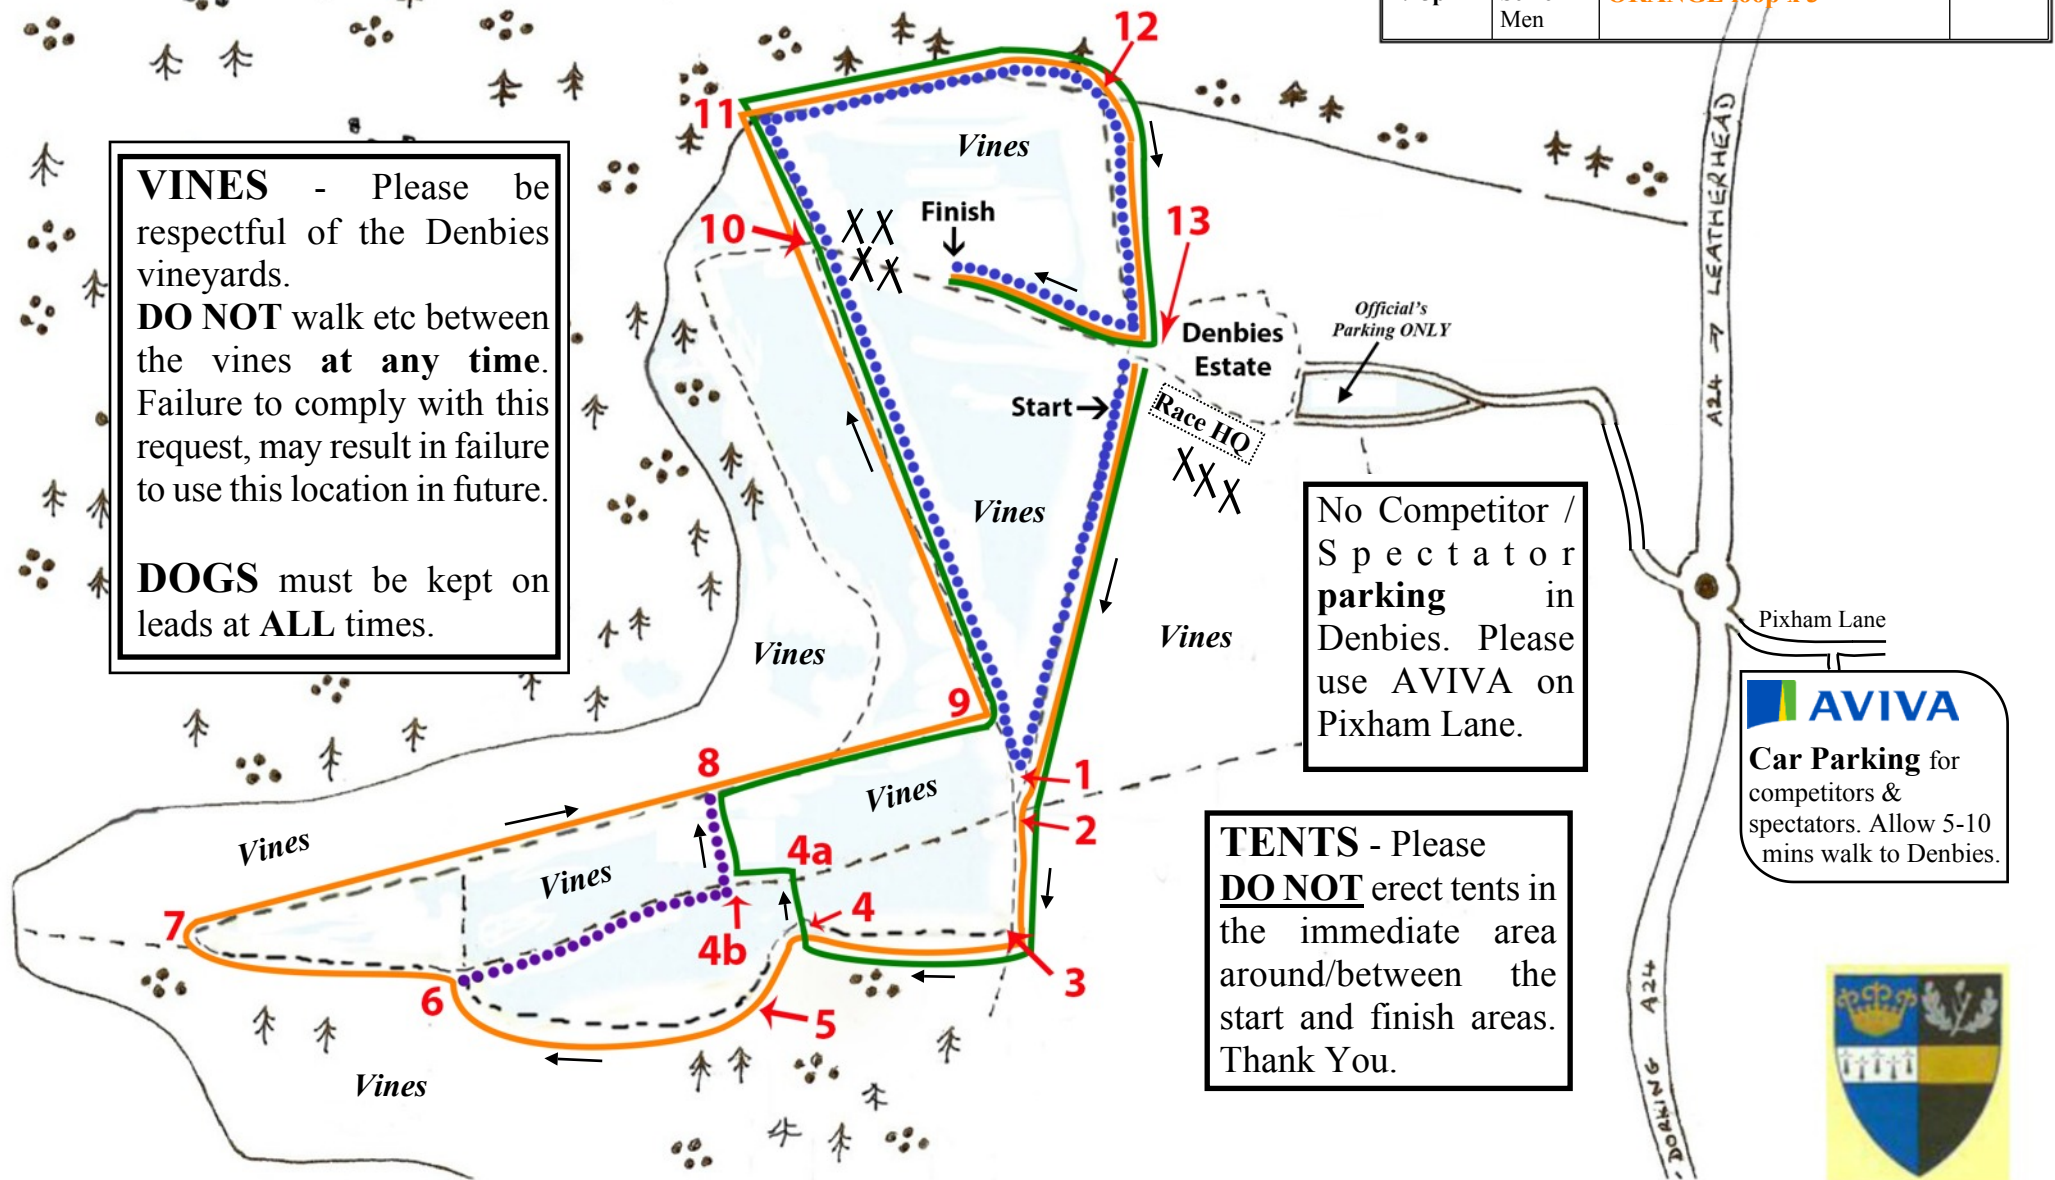 Men
12
11
Vines
VINES - Please be
respectful of the Denbies
vineyards.
DO NOT walk etc between
the vines at any time.
Failure to comply with this
request, may result in failure
to use this location in future.
DOGS must be kept on
leads at ALL times.
10
Finish
13
Denbies
Estate
Official's
Parking ONLY
A24 → LEATHERHEAD
Start
Race HQ
Vines
No Competitor /
Spectator
parking in
Denbies. Please
use AVIVA on
Pixham Lane.
Vines
Vines
Pixham Lane
AVIVA
Car Parking for
competitors &
spectators. Allow 5-10
mins walk to Denbies.
9
8
1
2
Vines
Vines
Vines
4a
4
4b
7
6
5
3
Vines
TENTS - Please
DO NOT erect tents in
the immediate area
around/between the
start and finish areas.
Thank You.
A24
DORKING